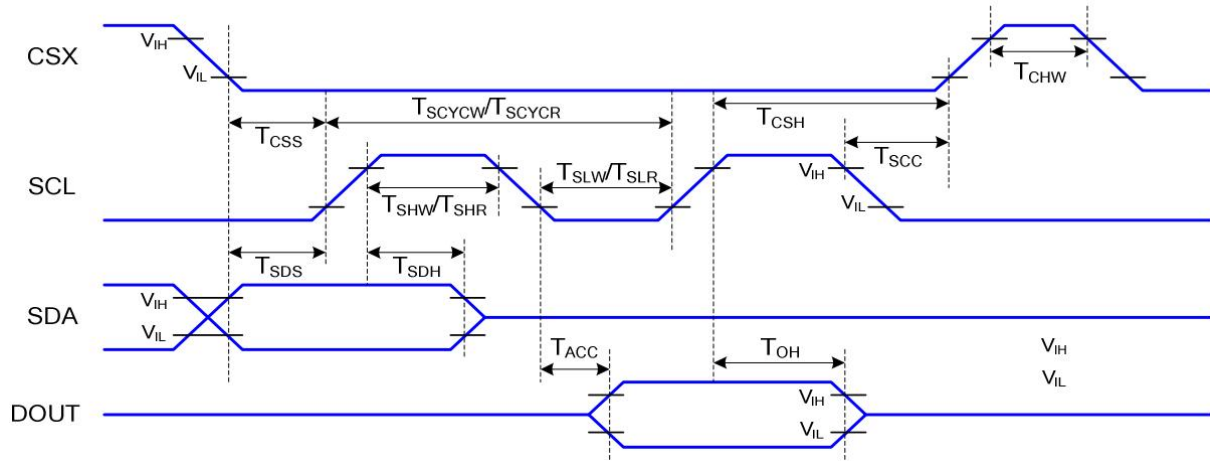 CSX
VIH
VIL
TCHW
TSCYCW/TSCYCR
TCSS
TCSH
TSCC
SCL
TSLW/TSLR
VIH
TSHW/TSHR
VIL
TSDS
TSDH
SDA
VIH
VIL
TACC
TOH
VIH
VIL
DOUT
VIH
VIL